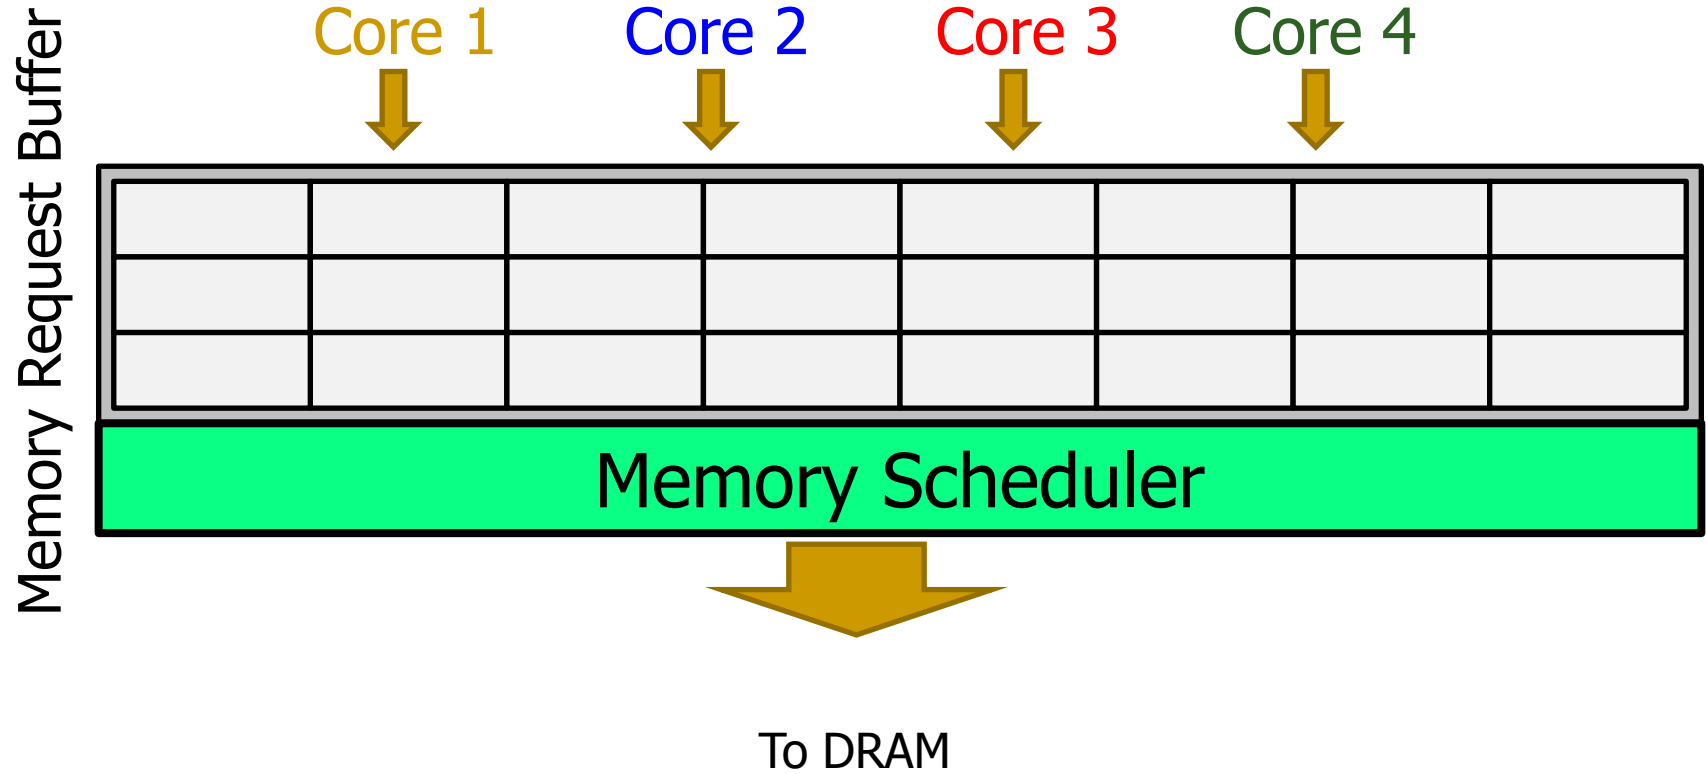 Core 1 Core 2 Core 3 Core 4
Memory Request Buffer
Memory Scheduler
To DRAM